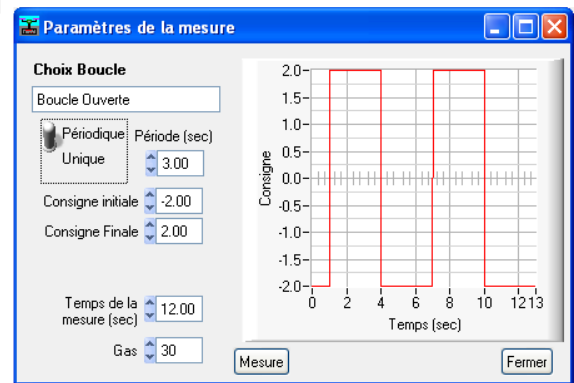 Paramètres de la mesure
Choix Boucle
Boucle Ouverte
Périodique
Unique
Période (sec)
3.00
Consigne initiale -2.00
Consigne Finale 2.00
Temps de la
mesure (sec)
12.00
Gas 30
Consigne
2.0
1.5
1.0
0.5
0.0
-0.5
-1.0
-1.5
-2.0
0 2 4 6 8 10 12 13
Temps (sec)
Mesure
Fermer